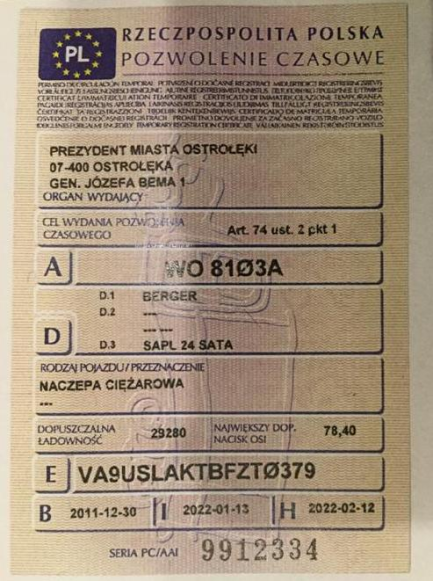 PL
RZECZPOSPOLITA POLSKA
POZWOLENIE CZASOWE
PREZYDENT MIASTA OSTROŁĘKI
07-400 OSTROŁĘKA
GEN. JÓZEFA BEMA 1
ORGAN WYDAJĄCY
CEL WYDANIA POZWOLENIA
CZASOWEGO
Art. 74 ust. 2 pkt 1
A WO 81Ø3A
D.1 BERGER
D.2 ---
--- ---
D
D.3 SAPL 24 SATA
RODZAJ POJAZDU/PRZEZNACZENIE
NACZEPA CIĘŻAROWA
---
DOPUSZCZALNA
ŁADOWNOŚĆ
29280
NAJWIĘKSZY DOP.
NACISK OSI
78,40
E VA9USLAKTBFZTØ379
B 2011-12-30 I 2022-01-13 H 2022-02-12
SERIA PC/AAI 9912334